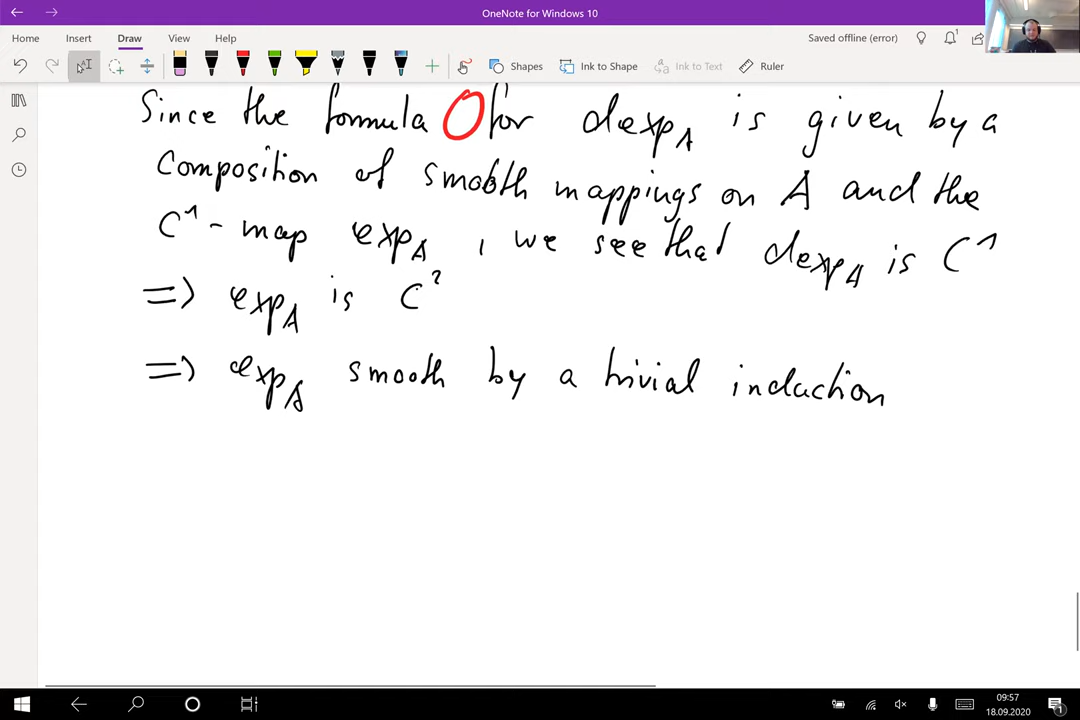 OneNote for Windows 10
Home Insert Draw View Help Saved offline (error)
Shapes Ink to Shape Ink to Text Ruler
Since the formula O for dexp_A is given by a
composition of smooth mappings on A and the
C^1 - map exp_A , we see that dexp_A is C^1
=> exp_A is C^2
=> exp_A smooth by a trivial induction
09:57
18.09.2020